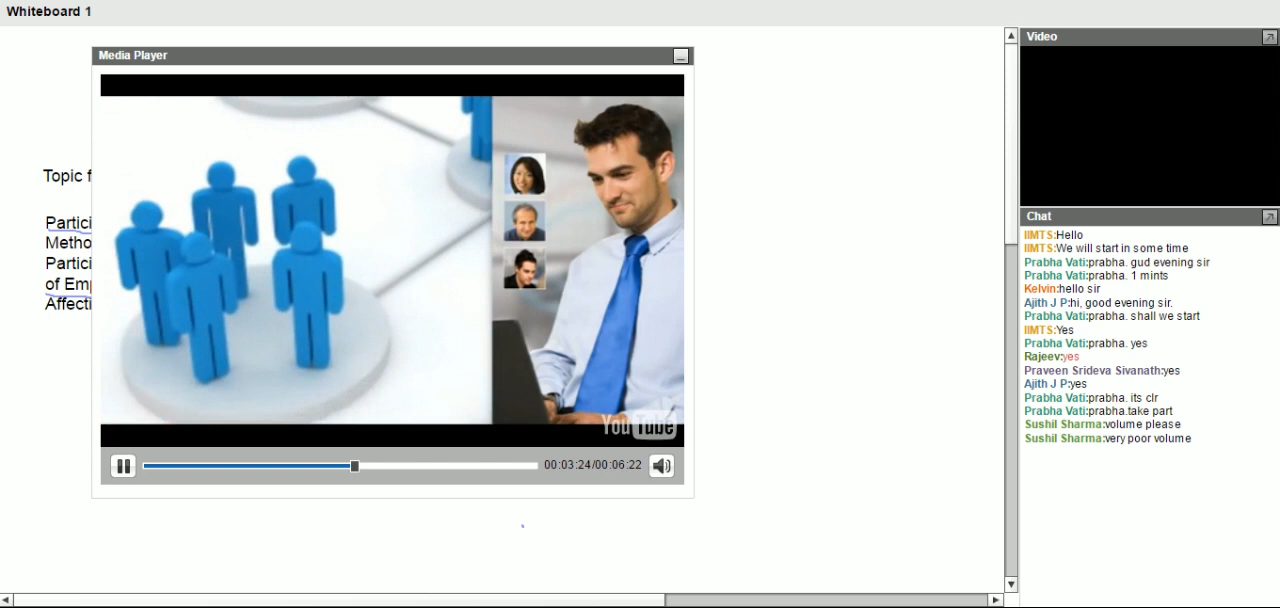 Whiteboard 1
Media Player
Topic f
Partici
Metho
Partici
of Emp
Affecti
YouTube
00:03:24/00:06:22
Video
Chat
IIMTS:Hello
IIMTS:We will start in some time
Prabha Vati:prabha. gud evening sir
Prabha Vati:prabha. 1 mints
Kelvin:hello sir
Ajith J P:hi, good evening sir.
Prabha Vati:prabha. shall we start
IIMTS:Yes
Prabha Vati:prabha. yes
Rajeev:yes
Praveen Srideva Sivanath:yes
Ajith J P:yes
Prabha Vati:prabha. its clr
Prabha Vati:prabha.take part
Sushil Sharma:volume please
Sushil Sharma:very poor volume